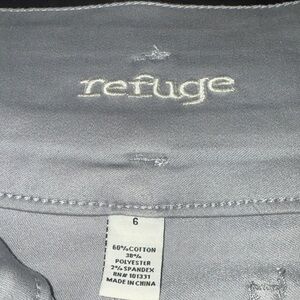 refuge
6
60% COTTON
38%
POLYESTER
2% SPANDEX
RN# 101331
MADE IN CHINA